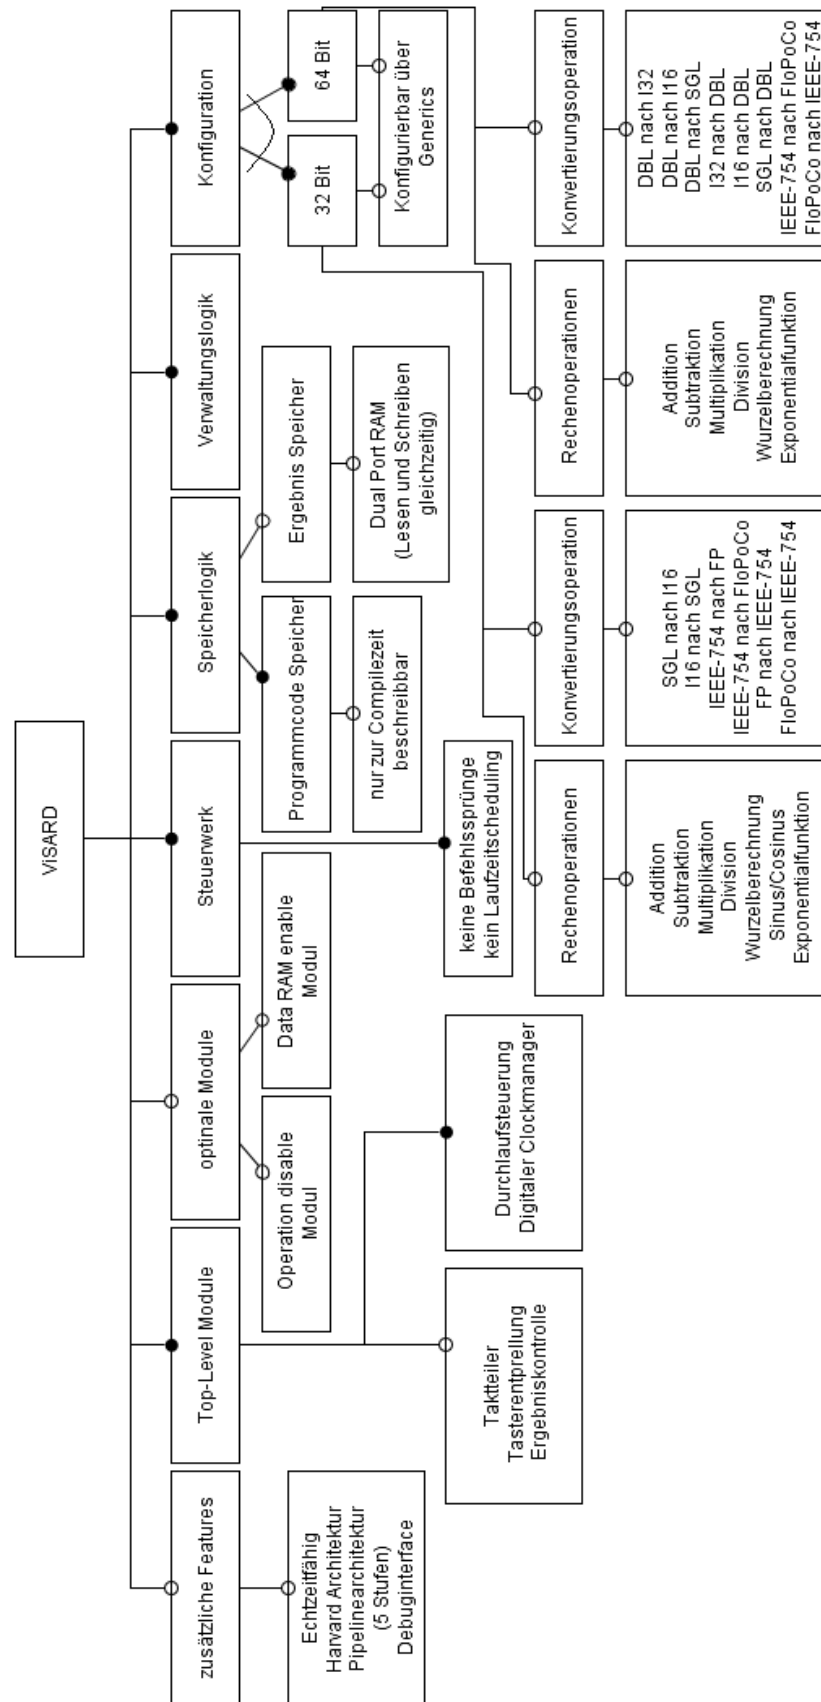 ViSARD
zusätzliche Features
Top-Level Module
optinale Module
Steuerwerk
Speicherlogik
Verwaltungslogik
Konfiguration
Echtzeitfähig
Harvard Architektur
Pipelinearchitektur
(5 Stufen)
Debuginterface
Taktteiler
Tasterentprellung
Ergebniskontrolle
Durchlaufsteuerung
Digitaler Clockmanager
Operation disable
Modul
Data RAM enable
Modul
keine Befehlssprünge
kein Laufzeitscheduling
Programmcode Speicher
nur zur Compilezeit
beschreibbar
Ergebnis Speicher
Dual Port RAM
(Lesen und Schreiben
gleichzeitig)
32 Bit
64 Bit
Konfigurierbar über
Generics
Rechenoperationen
Addition
Subtraktion
Multiplikation
Division
Wurzelberechnung
Sinus/Cosinus
Exponentialfunktion
Konvertierungsoperation
SGL nach I16
I16 nach SGL
IEEE-754 nach FP
IEEE-754 nach FloPoCo
FP nach IEEE-754
FloPoCo nach IEEE-754
Rechenoperationen
Addition
Subtraktion
Multiplikation
Division
Wurzelberechnung
Exponentialfunktion
Konvertierungsoperation
DBL nach I32
DBL nach I16
DBL nach SGL
I32 nach DBL
I16 nach DBL
SGL nach DBL
IEEE-754 nach FloPoCo
FloPoCo nach IEEE-754